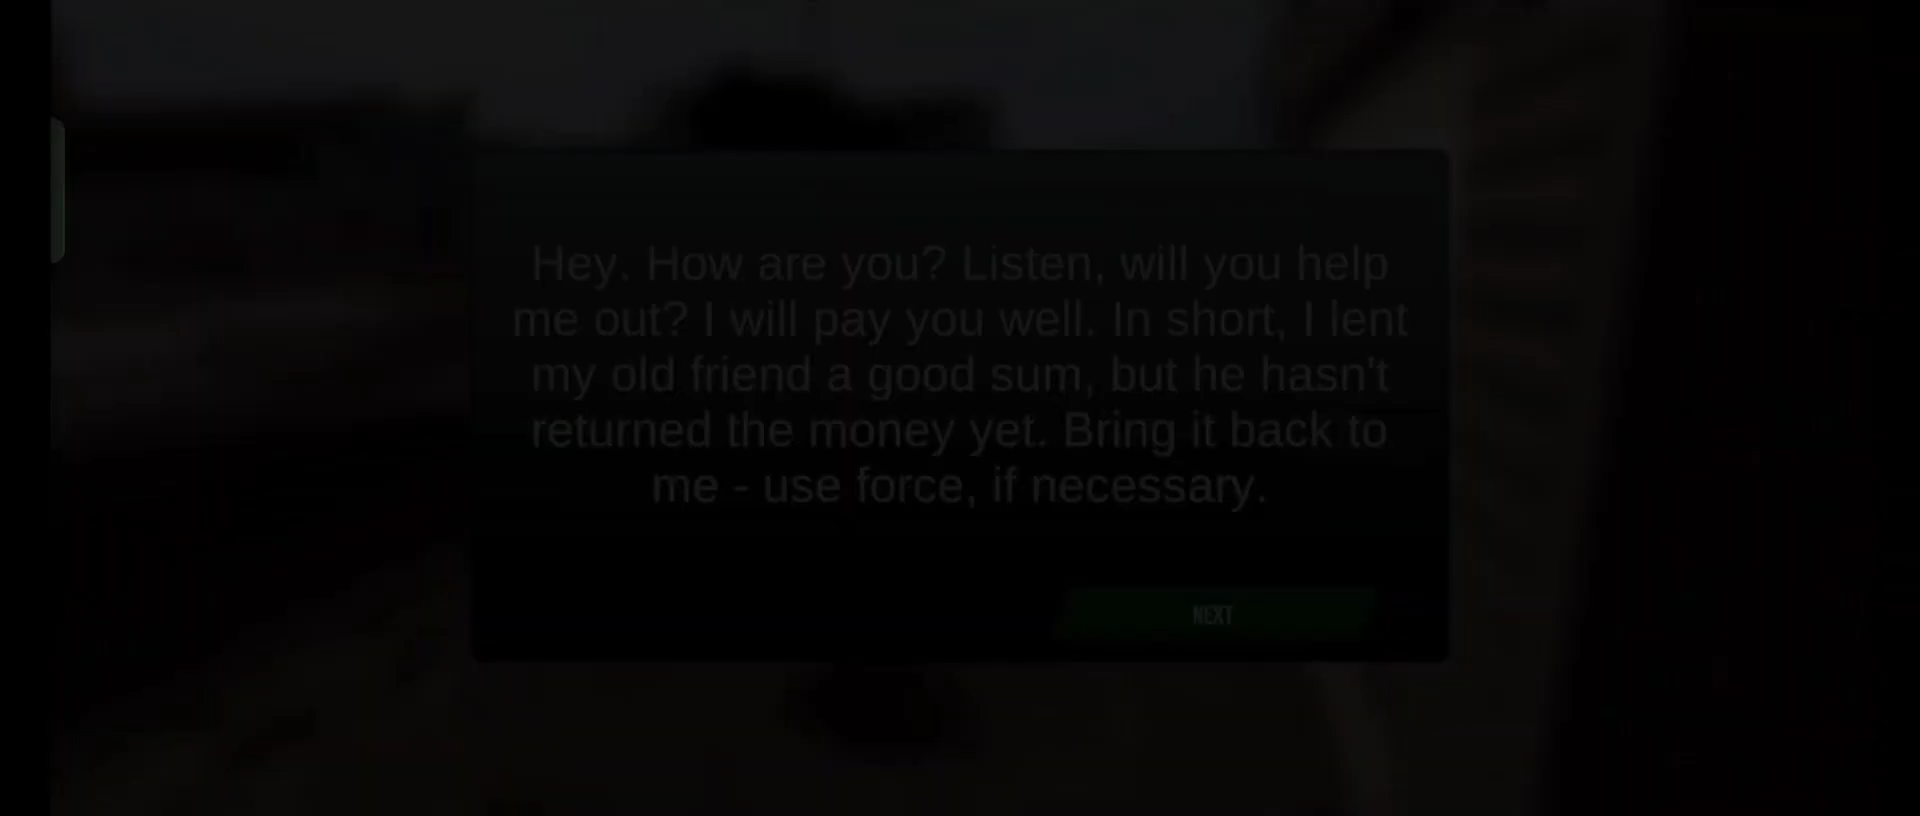 Hey. How are you? Listen, will you help
me out? I will pay you well. In short, I lent
my old friend a good sum, but he hasn't
returned the money yet. Bring it back to
me - use force, if necessary.
NEXT